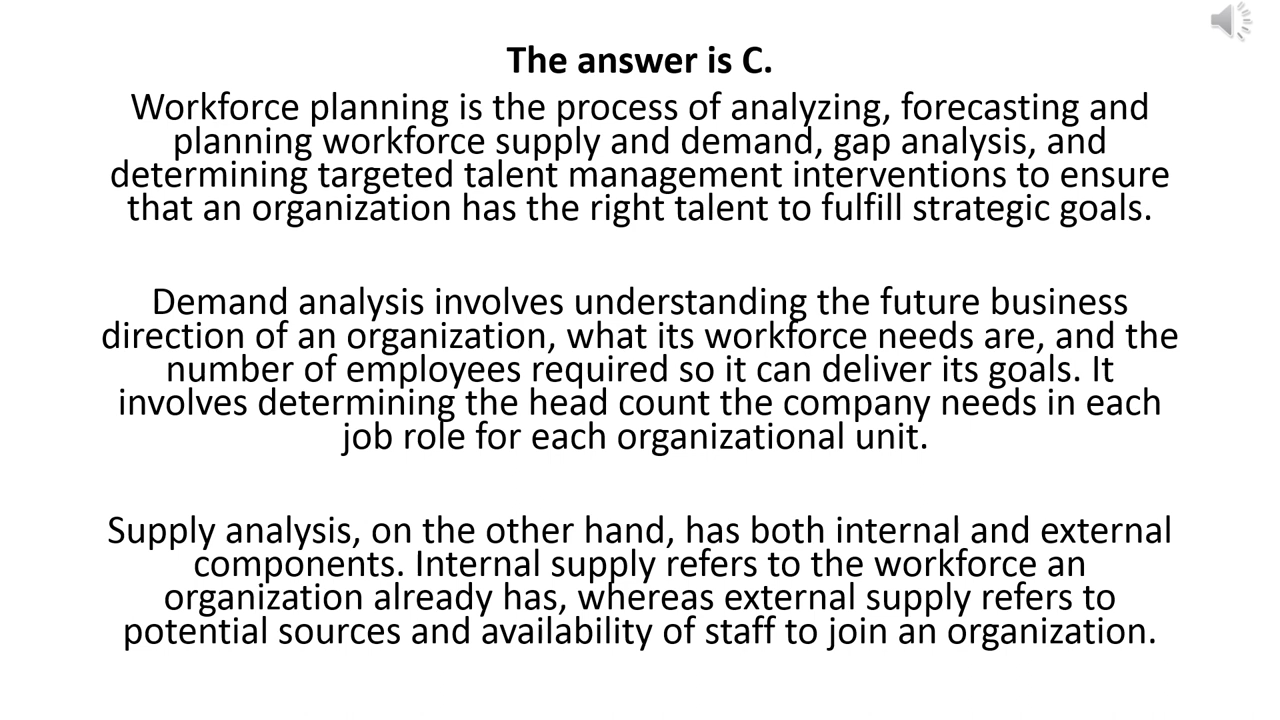 The answer is C.
Workforce planning is the process of analyzing, forecasting and
planning workforce supply and demand, gap analysis, and
determining targeted talent management interventions to ensure
that an organization has the right talent to fulfill strategic goals.
Demand analysis involves understanding the future business
direction of an organization, what its workforce needs are, and the
number of employees required so it can deliver its goals. It
involves determining the head count the company needs in each
job role for each organizational unit.
Supply analysis, on the other hand, has both internal and external
components. Internal supply refers to the workforce an
organization already has, whereas external supply refers to
potential sources and availability of staff to join an organization.